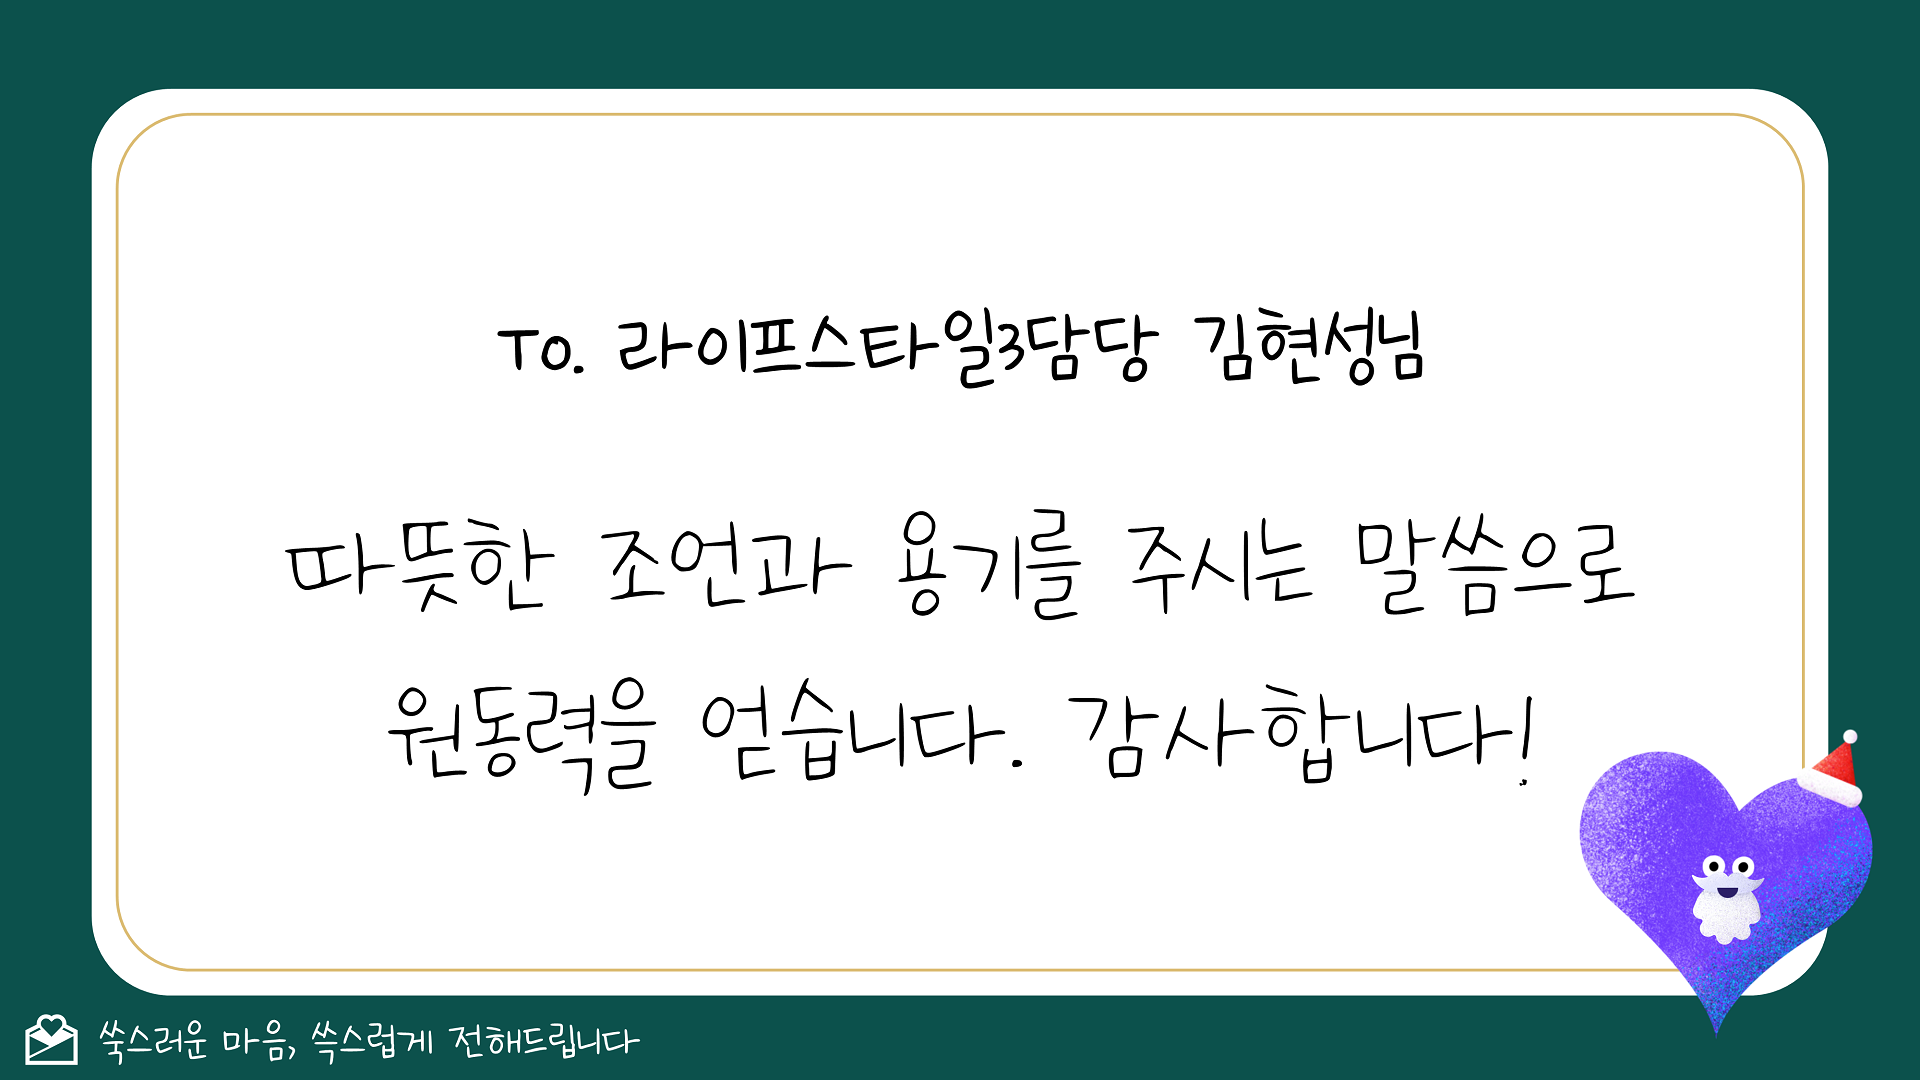 To. 라이프스타일3담당 김현성님
따뜻한 조언과 용기를 주시는 말씀으로
원동력을 얻습니다. 감사합니다!
쑥스러운 마음, 쓱스럽게 전해드립니다